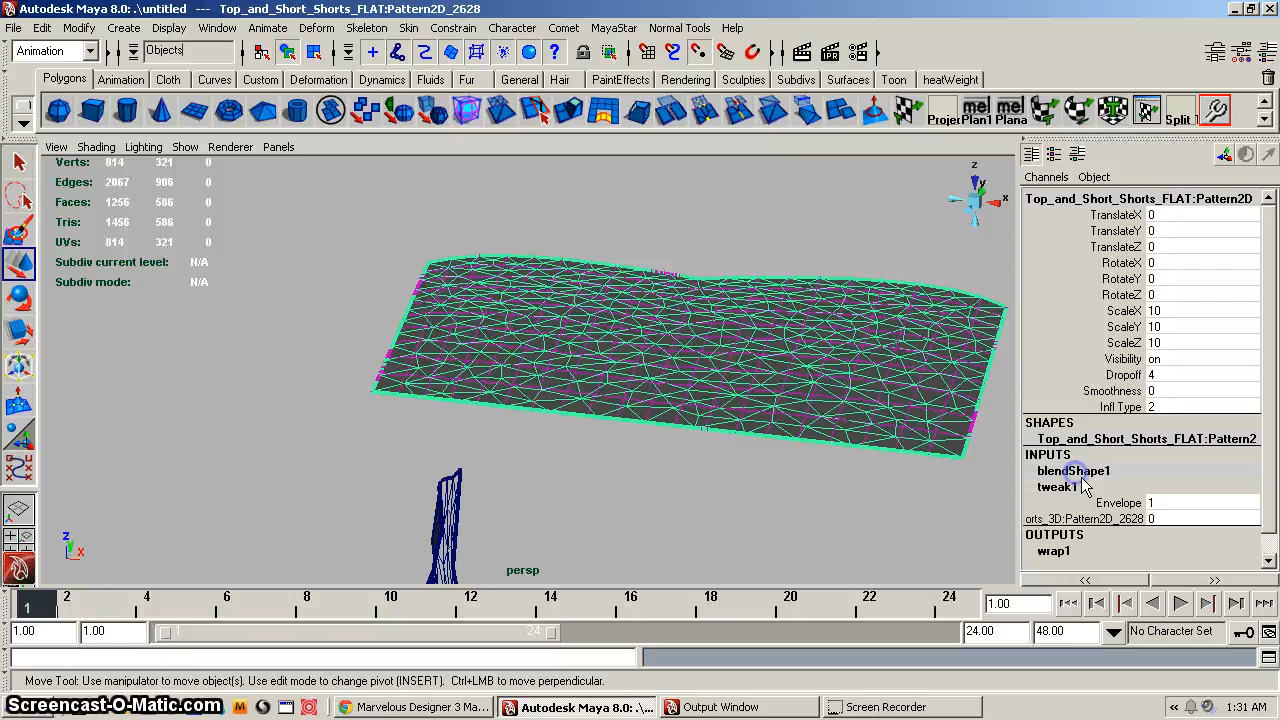 Autodesk Maya 8.0: .\untitled --- Top_and_Short_Shorts_FLAT:Pattern2D_2628
File Edit Modify Create Display Window Animate Deform Skeleton Skin Constrain Character Comet MayaStar Normal Tools Help
Animation Objects IPR
Polygons Animation Cloth Curves Custom Deformation Dynamics Fluids Fur General Hair PaintEffects Rendering Sculptes Subdivs Surfaces Toon heatWeight
mel mel
Projec Plan1 Plana Split
View Shading Lighting Show Renderer Panels
Verts: 814 321 0
Edges: 2067 906 0
Faces: 1256 586 0
Tris: 1456 586 0
UVs: 814 321 0
Subdiv current level: N/A
Subdiv mode: N/A
z
y
x
Channels Object
Top_and_Short_Shorts_FLAT:Pattern2D
TranslateX 0
TranslateY 0
TranslateZ 0
RotateX 0
RotateY 0
RotateZ 0
ScaleX 10
ScaleY 10
ScaleZ 10
Visibility on
Dropoff 4
Smoothness 0
Infl Type 2
SHAPES
Top_and_Short_Shorts_FLAT:Pattern2
INPUTS
blendShape1
tweak1
Envelope 1
orts_3D:Pattern2D_2628 0
OUTPUTS
wrap1
z
y
x
persp
<< >>
1 2 4 6 8 10 12 14 16 18 20 22 24 1.00
1.00 1.00 1 24 24.00 48.00 No Character Set
Move Tool: Use manipulator to move object(s). Use edit mode to change pivot (INSERT). Ctrl+LMB to move perpendicular.
Screencast-O-Matic.com Marvelous Designer 3 Ma... Autodesk Maya 8.0: .\... Output Window Screen Recorder 1:31 AM